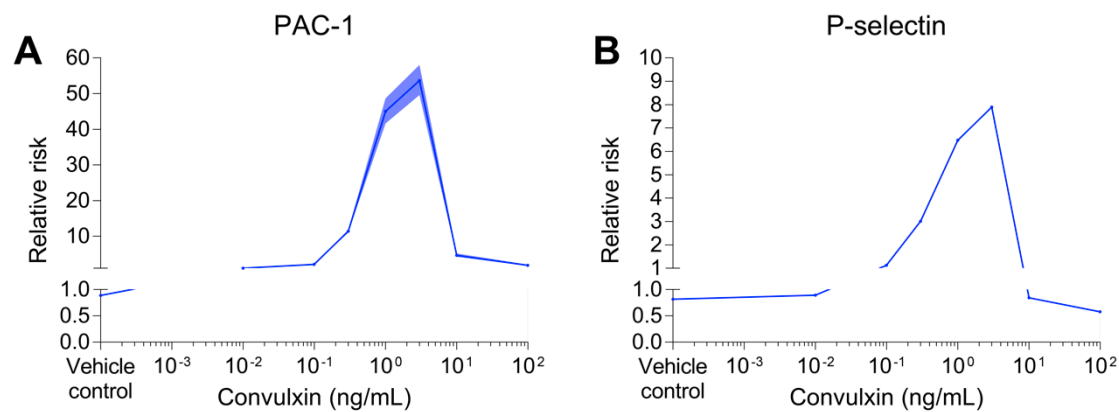 A
PAC-1
Relative risk
60
50
40
30
20
10
1.0
0.5
0.0
Vehicle
control
10⁻³ 10⁻² 10⁻¹ 10⁰ 10¹ 10²
Convulxin (ng/mL)
B
P-selectin
Relative risk
10
9
8
7
6
5
4
3
2
1
1.0
0.5
0.0
Vehicle
control
10⁻³ 10⁻² 10⁻¹ 10⁰ 10¹ 10²
Convulxin (ng/mL)